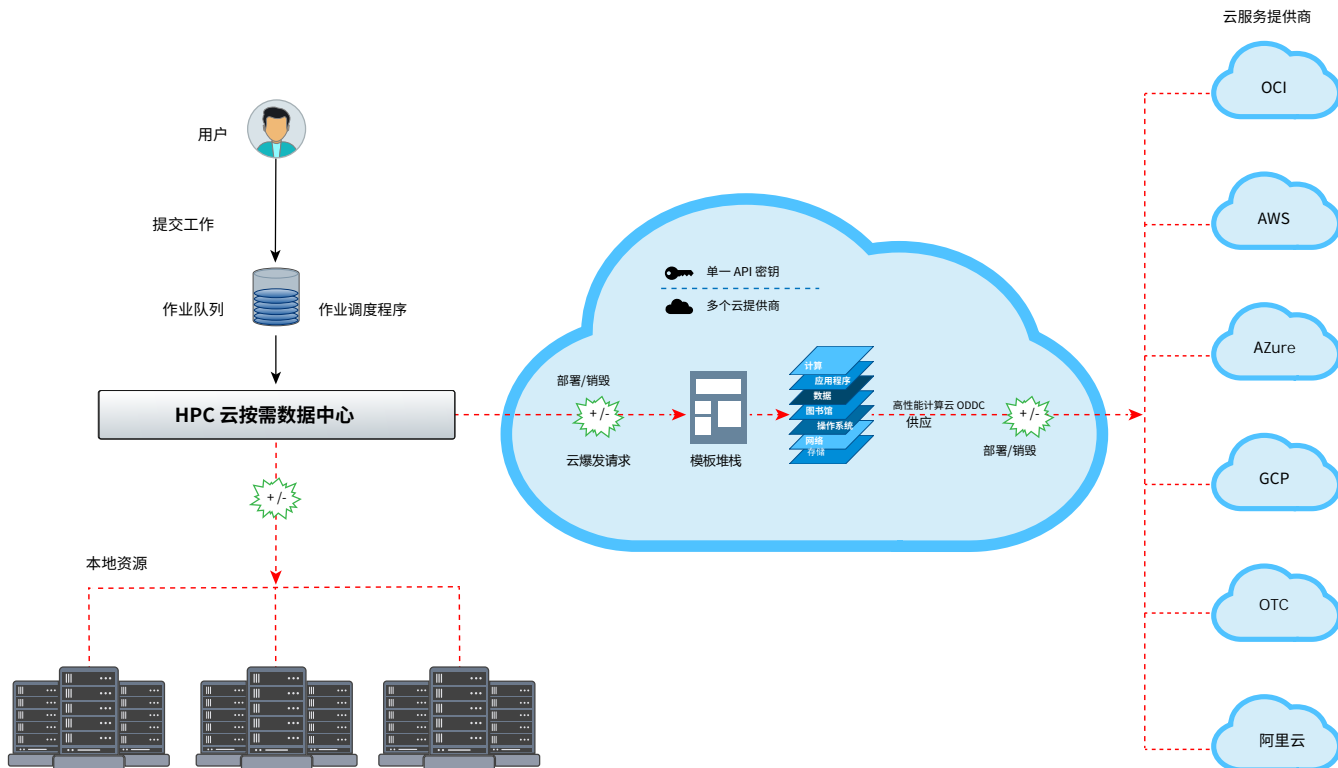 云服务提供商
OCI
用户
AWS
提交工作
单一 API 密钥
作业队列
作业调度程序
多个云提供商
AZure
计算
应用程序
数据
图书馆
操作系统
网络
存储
部署/销毁
HPC 云按需数据中心
+ /-
高性能计算云 ODDC
供应
+ /-
云爆发请求
模板堆栈
部署/销毁
GCP
+ /-
本地资源
OTC
阿里云